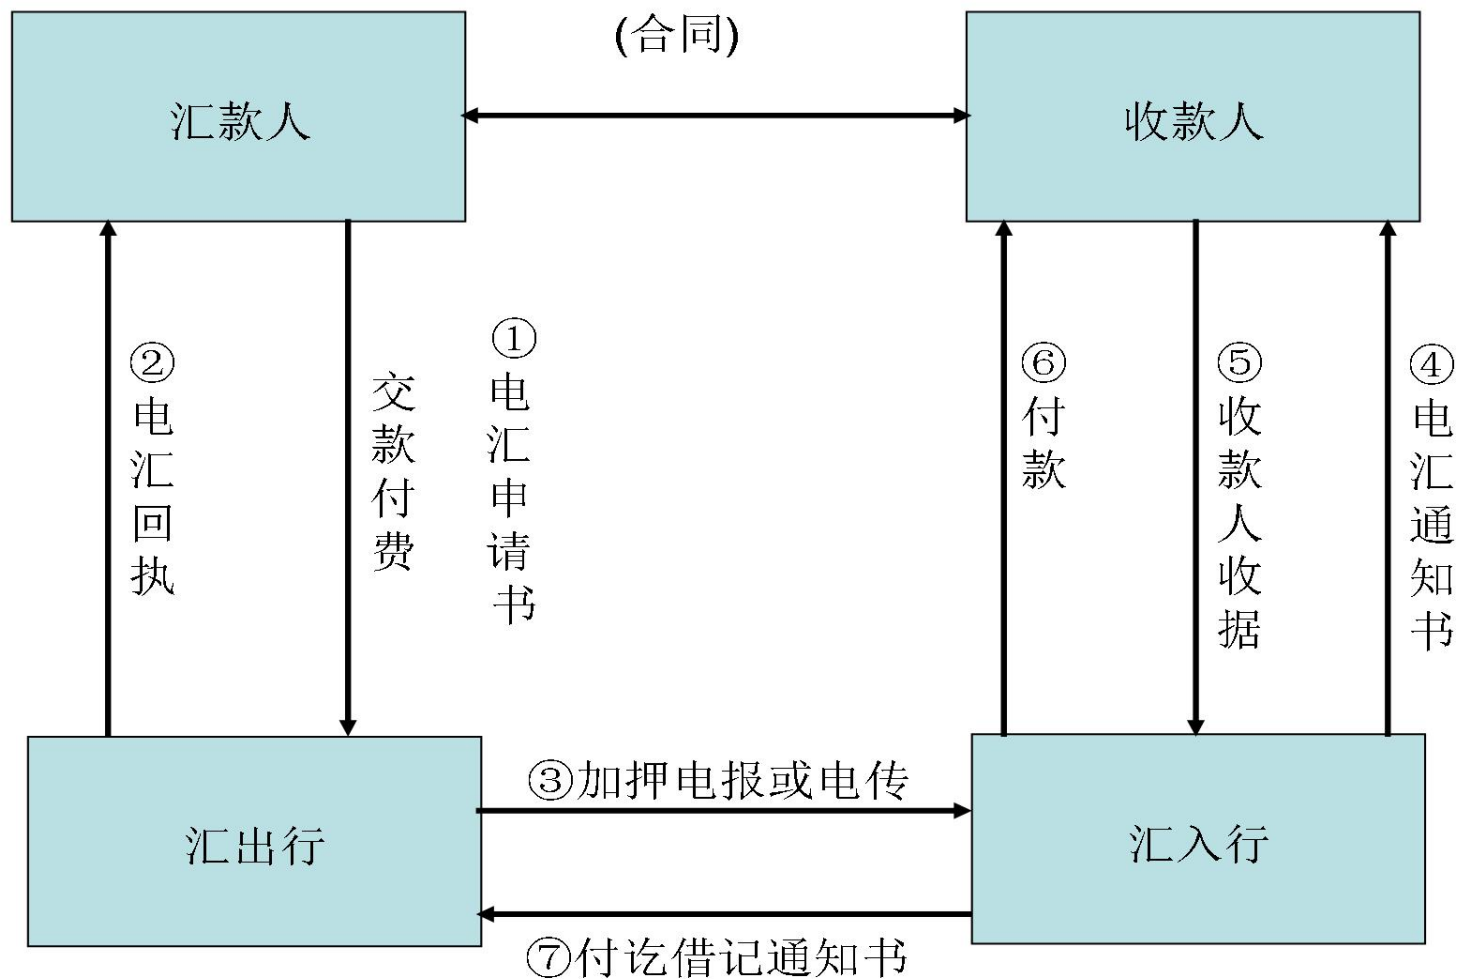 (合同)
汇款人
收款人
②电汇回执
交款付费
①电汇申请书
⑥付款
⑤收款人收据
④电汇通知书
③加押电报或电传
汇出行
汇入行
⑦付讫借记通知书